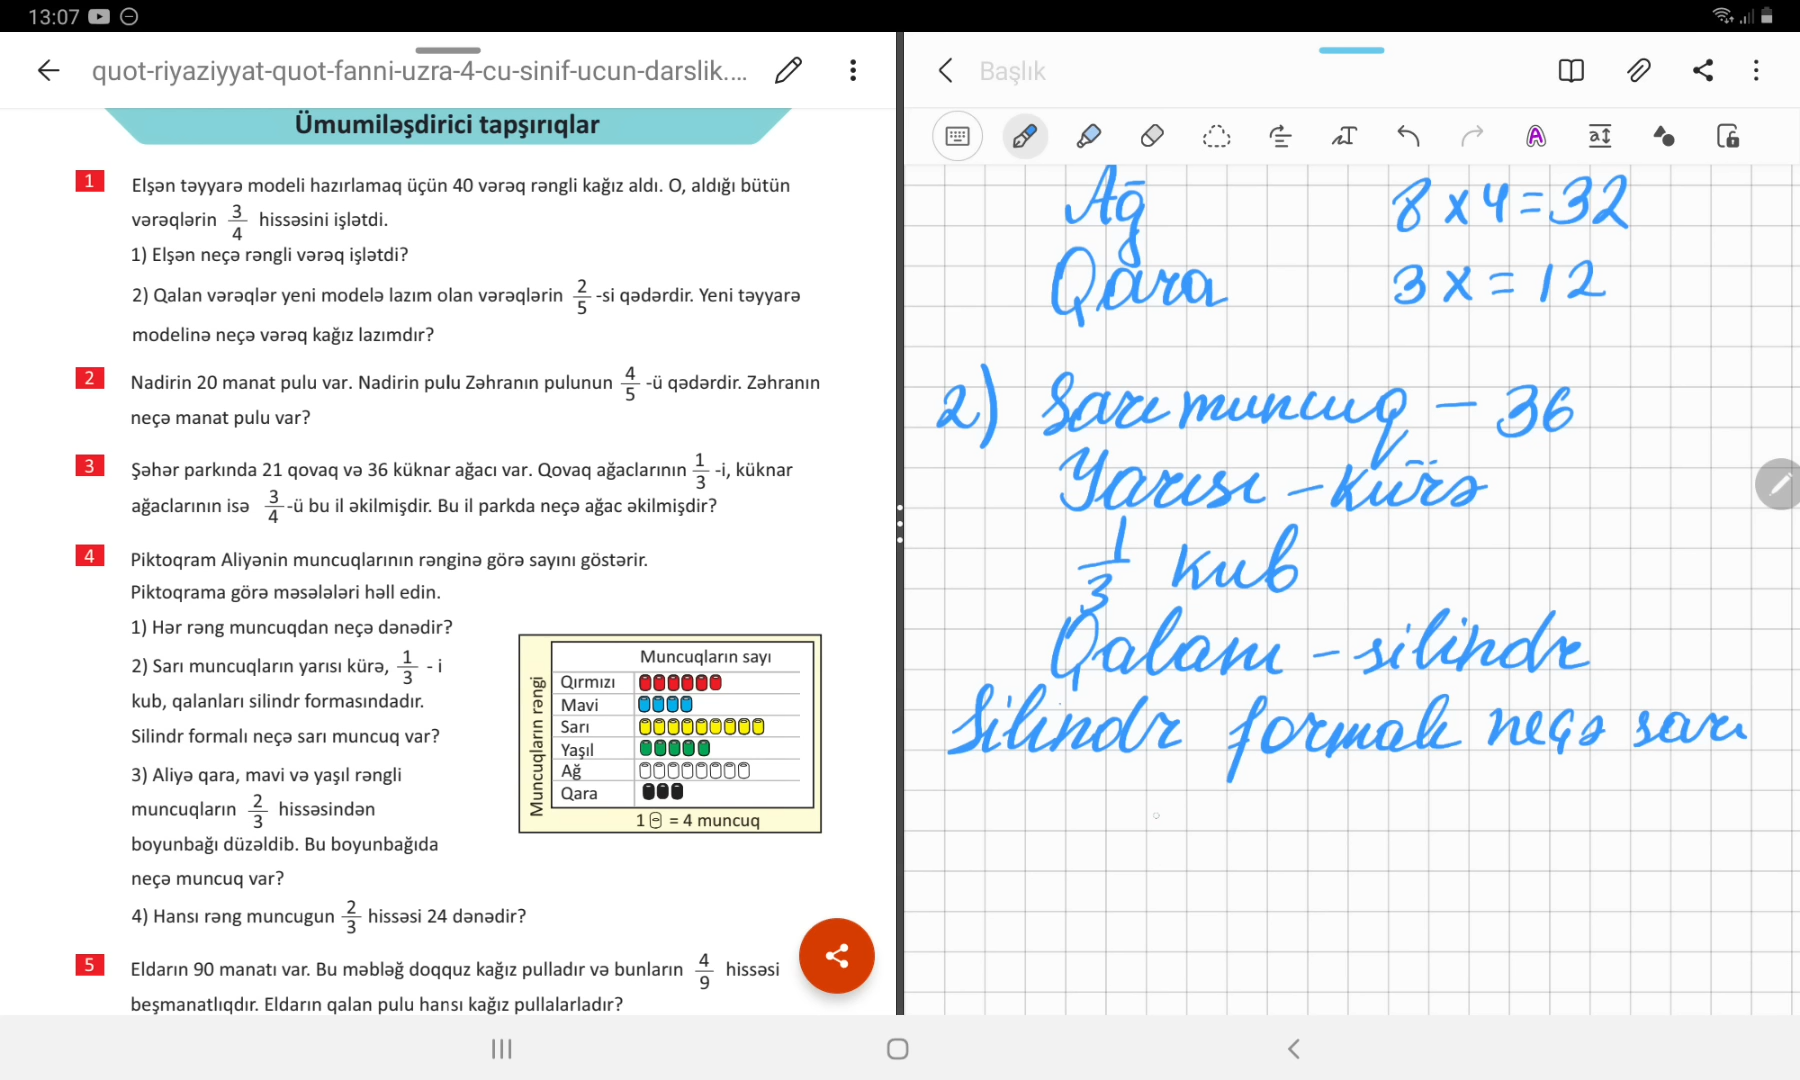 13:07
quot-riyaziyyat-quot-fanni-uzra-4-cu-sinif-ucun-darslik....
Ümumiləşdirici tapşırıqlar
1 Elşən təyyarə modeli hazırlamaq üçün 40 vərəq rəngli kağız aldı. O, aldığı bütün
vərəqlərin 3/4 hissəsini işlətdi.
1) Elşən neçə rəngli vərəq işlətdi?
2) Qalan vərəqlər yeni modelə lazım olan vərəqlərin 2/5 -si qədərdir. Yeni təyyarə
modelinə neçə vərəq kağız lazımdır?
2 Nadirin 20 manat pulu var. Nadirin pulu Zəhranın pulunun 4/5 -ü qədərdir. Zəhranın
neçə manat pulu var?
3 Şəhər parkında 21 qovaq və 36 küknar ağacı var. Qovaq ağaclarının 1/3 -i, küknar
ağaclarının isə 3/4 -ü bu il əkilmişdir. Bu il parkda neçə ağac əkilmişdir?
4 Piktoqram Aliyənin muncuqlarının rənginə görə sayını göstərir.
Piktoqrama görə məsələləri həll edin.
1) Hər rəng muncuqdan neçə dənədir?
2) Sarı muncuqların yarısı kürə, 1/3 - i
kub, qalanları silindr formasındadır.
Silindr formalı neçə sarı muncuq var?
3) Aliyə qara, mavi və yaşıl rəngli
muncuqların 2/3 hissəsindən
boyunbağı düzəldib. Bu boyunbağıda
neçə muncuq var?
4) Hansı rəng muncugun 2/3 hissəsi 24 dənədir?
Muncuqların rəngi
Muncuqların sayı
Qırmızı
Mavi
Sarı
Yaşıl
Ağ
Qara
1 = 4 muncuq
5 Eldarın 90 manatı var. Bu məbləğ doqquz kağız pulladır və bunların 4/9 hissəsi
beşmanatlıqdır. Eldarın qalan pulu hansı kağız pullalarladır?
Başlık
Ağ 8 x 4 = 32
Qara 3 x = 12
2) Sarı muncuq – 36
Yarısı – kürə
1/3 kub
Qalanı – silindr
Silindr formalı neçə sarı